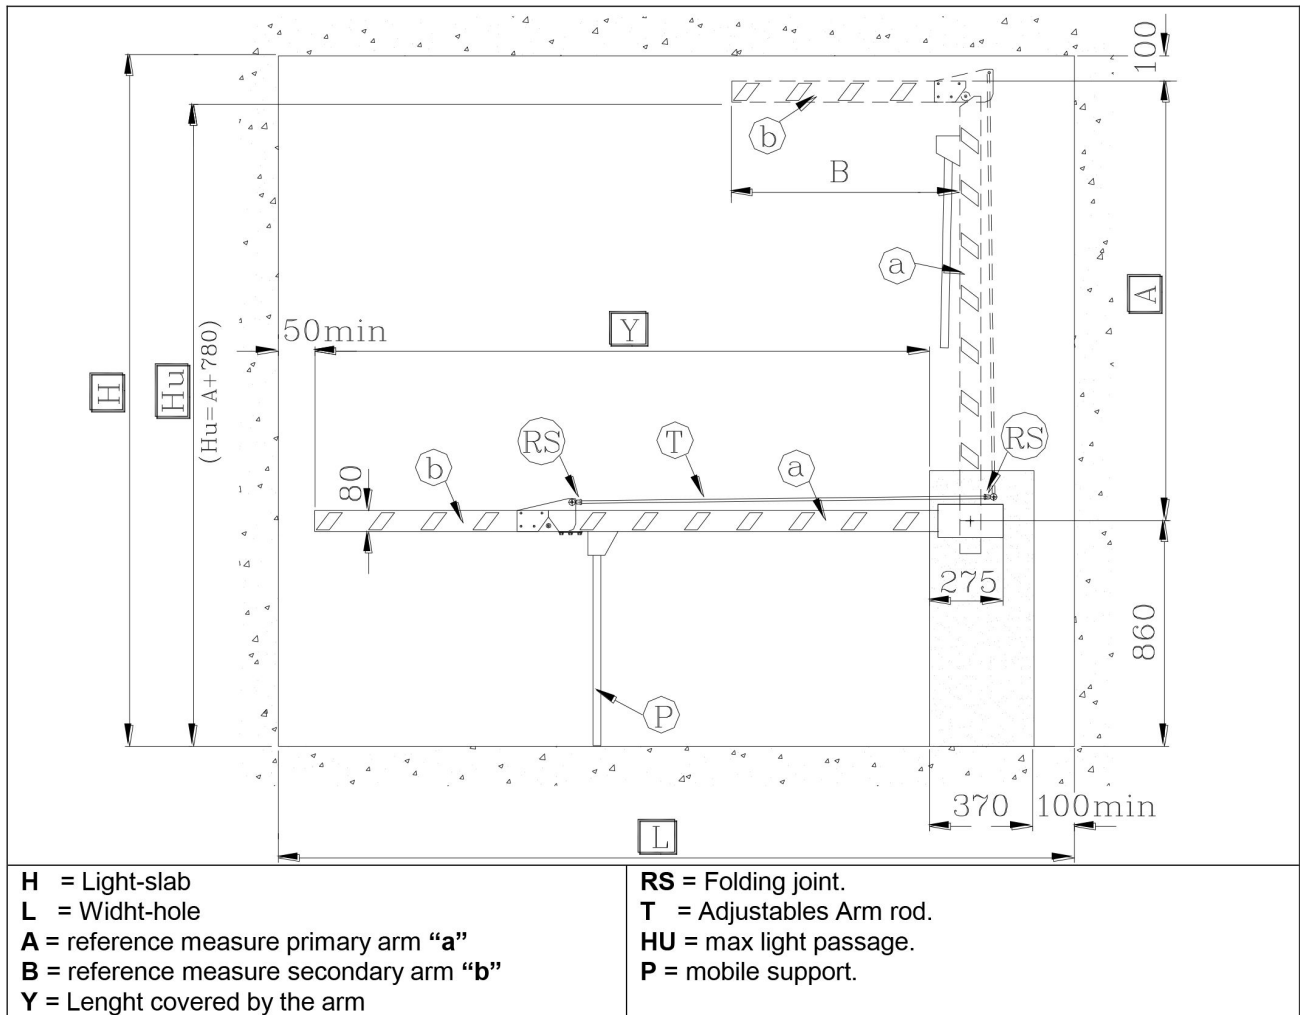 100
b
B
a
A
50min
Y
H
Hu
(Hu=A+780)
RS
T
RS
b
80
a
275
860
P
370
100min
L
H = Light-slab
L = Widht-hole
A = reference measure primary arm “a”
B = reference measure secondary arm “b”
Y = Lenght covered by the arm
RS = Folding joint.
T = Adjustables Arm rod.
HU = max light passage.
P = mobile support.